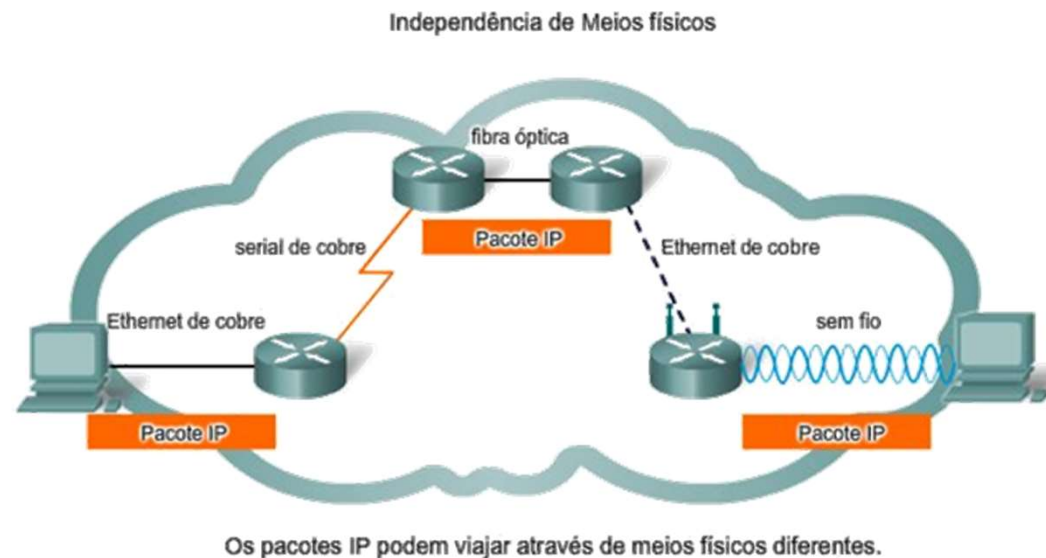 Independência de Meios físicos
fibra óptica
serial de cobre
Pacote IP
Ethernet de cobre
Ethernet de cobre
sem fio
Pacote IP
Pacote IP
Os pacotes IP podem viajar através de meios físicos diferentes.